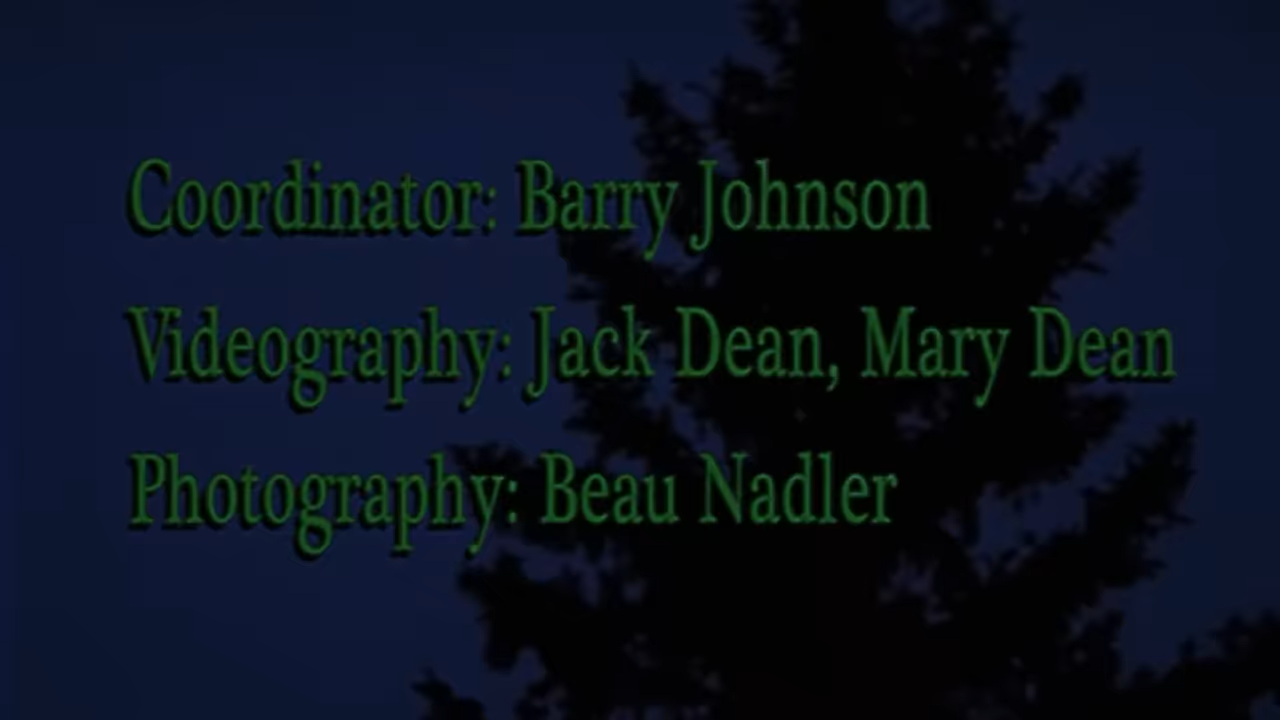 Coordinator: Barry Johnson
Videography: Jack Dean, Mary Dean
Photography: Beau Nadler